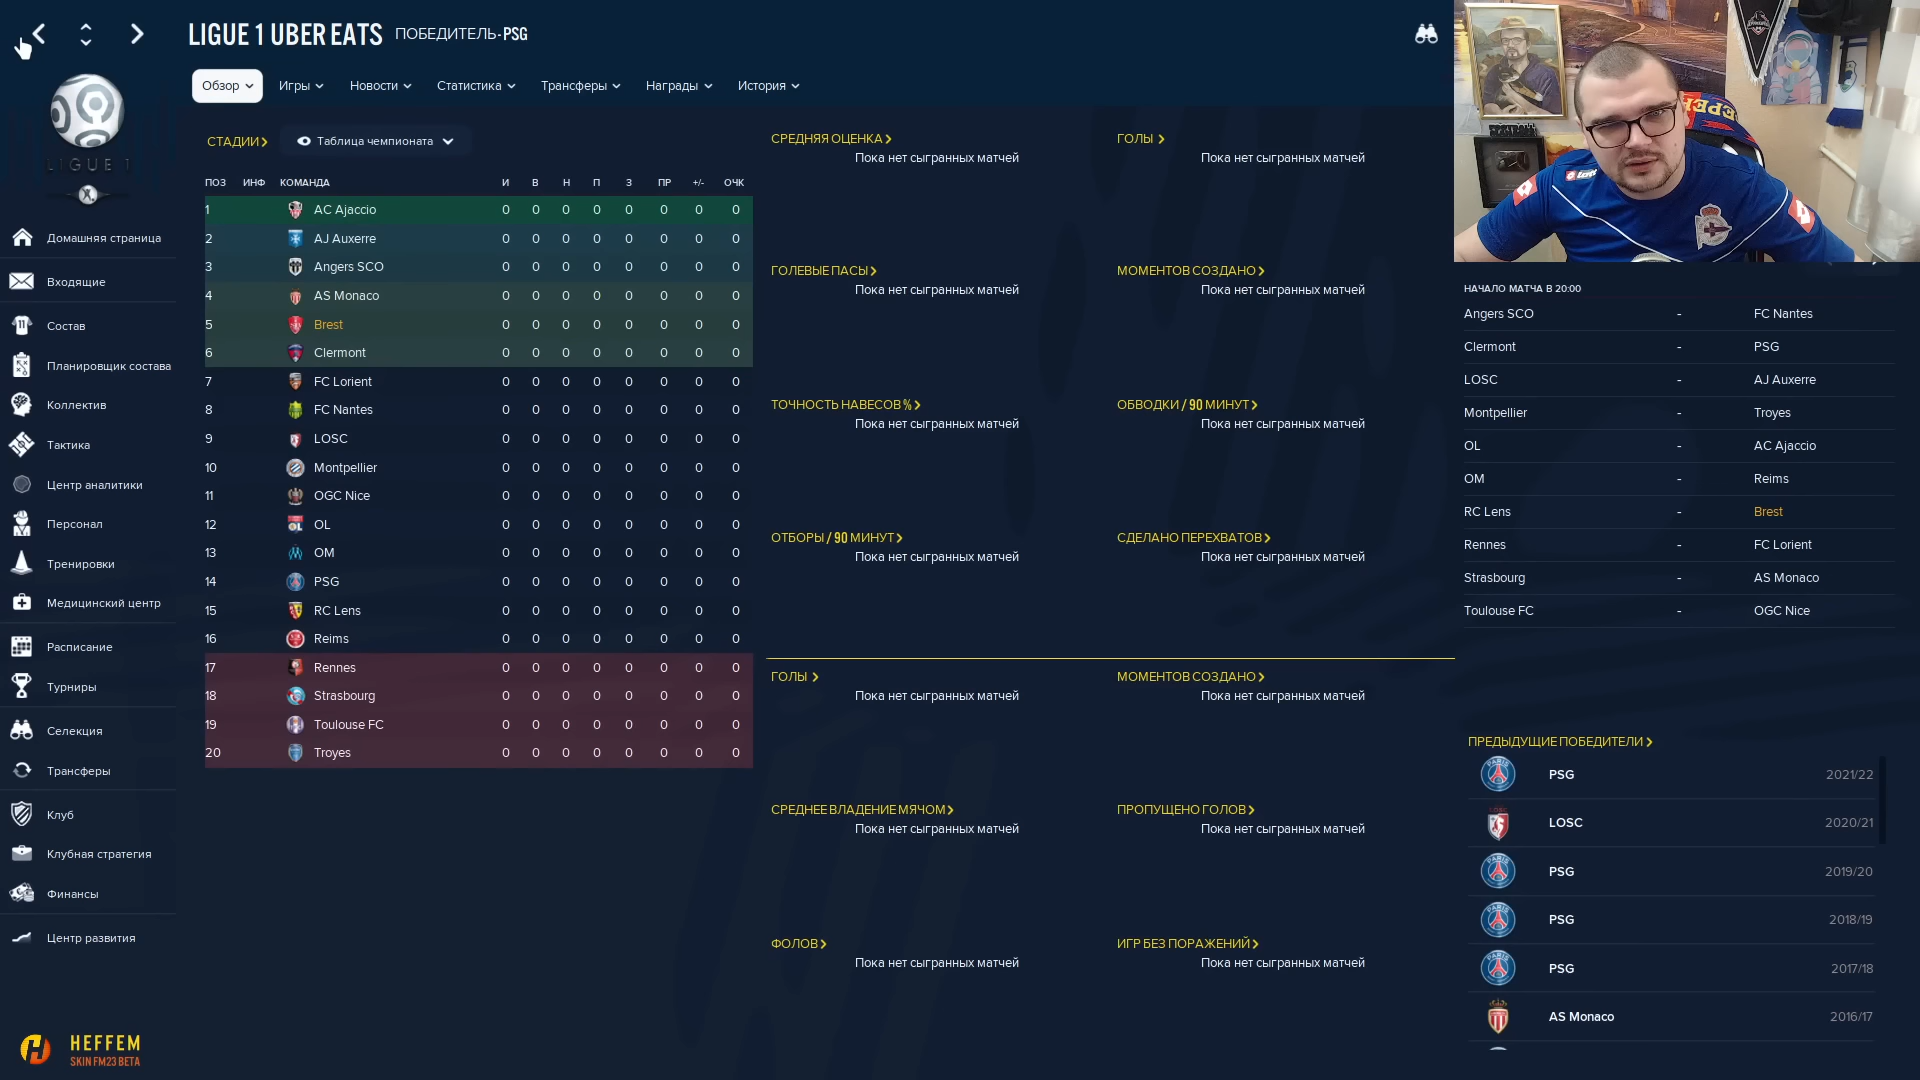 LIGUE 1 UBER EATS ПОБЕДИТЕЛЬ- PSG
Обзор Игры Новости Статистика Трансферы Награды История
LIGUE 1
Домашняя страница
Входящие
Состав
Планировщик состава
Коллектив
Тактика
Центр аналитики
Персонал
Тренировки
Медицинский центр
Расписание
Турниры
Селекция
Трансферы
Клуб
Клубная стратегия
Финансы
Центр развития
HEFFEM
SKIN FM23 BETA
СТАДИИ Таблица чемпионата
ПОЗ ИНФ КОМАНДА И В Н П З ПР +/- ОЧК
1 AC Ajaccio 0 0 0 0 0 0 0 0
2 AJ Auxerre 0 0 0 0 0 0 0 0
3 Angers SCO 0 0 0 0 0 0 0 0
4 AS Monaco 0 0 0 0 0 0 0 0
5 Brest 0 0 0 0 0 0 0 0
6 Clermont 0 0 0 0 0 0 0 0
7 FC Lorient 0 0 0 0 0 0 0 0
8 FC Nantes 0 0 0 0 0 0 0 0
9 LOSC 0 0 0 0 0 0 0 0
10 Montpellier 0 0 0 0 0 0 0 0
11 OGC Nice 0 0 0 0 0 0 0 0
12 OL 0 0 0 0 0 0 0 0
13 OM 0 0 0 0 0 0 0 0
14 PSG 0 0 0 0 0 0 0 0
15 RC Lens 0 0 0 0 0 0 0 0
16 Reims 0 0 0 0 0 0 0 0
17 Rennes 0 0 0 0 0 0 0 0
18 Strasbourg 0 0 0 0 0 0 0 0
19 Toulouse FC 0 0 0 0 0 0 0 0
20 Troyes 0 0 0 0 0 0 0 0
СРЕДНЯЯ ОЦЕНКА ГОЛЫ
Пока нет сыгранных матчей Пока нет сыгранных матчей
ГОЛЕВЫЕ ПАСЫ МОМЕНТОВ СОЗДАНО
Пока нет сыгранных матчей Пока нет сыгранных матчей
ТОЧНОСТЬ НАВЕСОВ % ОБВОДКИ / 90 МИНУТ
Пока нет сыгранных матчей Пока нет сыгранных матчей
ОТБОРЫ / 90 МИНУТ СДЕЛАНО ПЕРЕХВАТОВ
Пока нет сыгранных матчей Пока нет сыгранных матчей
ГОЛЫ МОМЕНТОВ СОЗДАНО
Пока нет сыгранных матчей Пока нет сыгранных матчей
СРЕДНЕЕ ВЛАДЕНИЕ МЯЧОМ ПРОПУЩЕНО ГОЛОВ
Пока нет сыгранных матчей Пока нет сыгранных матчей
ФОЛОВ ИГР БЕЗ ПОРАЖЕНИЙ
Пока нет сыгранных матчей Пока нет сыгранных матчей
НАЧАЛО МАТЧА В 20:00
Angers SCO - FC Nantes
Clermont - PSG
LOSC - AJ Auxerre
Montpellier - Troyes
OL - AC Ajaccio
OM - Reims
RC Lens - Brest
Rennes - FC Lorient
Strasbourg - AS Monaco
Toulouse FC - OGC Nice
ПРЕДЫДУЩИЕ ПОБЕДИТЕЛИ
PSG 2021/22
LOSC 2020/21
PSG 2019/20
PSG 2018/19
PSG 2017/18
AS Monaco 2016/17